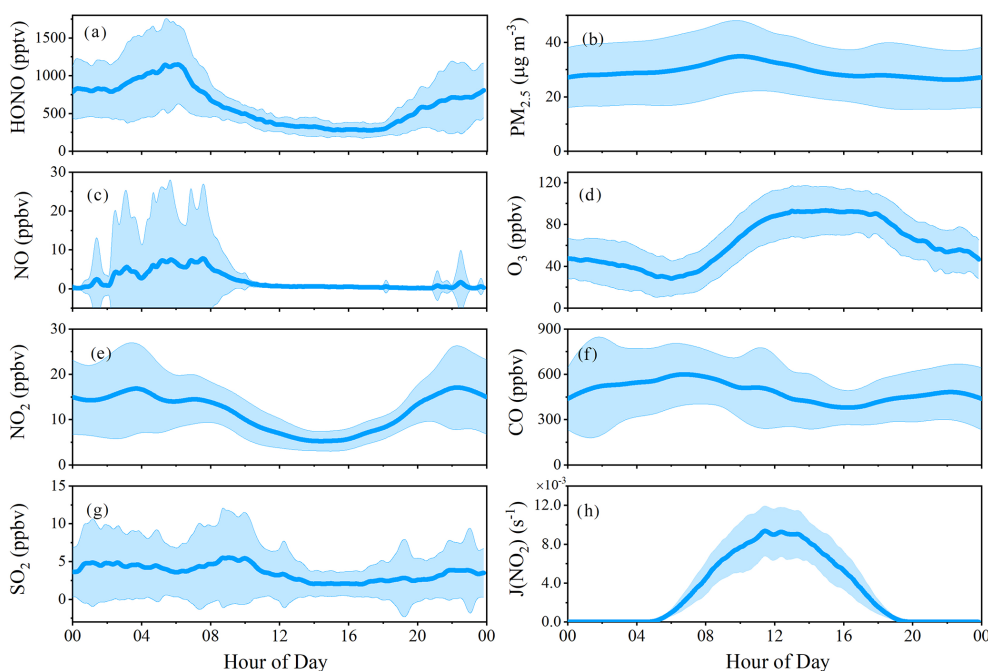 (a)
HONO (pptv)
1500
1000
500
0
(b)
PM2.5 (μg m-3)
40
20
0
(c)
NO (ppbv)
30
20
10
0
(d)
O3 (ppbv)
120
80
40
0
(e)
NO2 (ppbv)
30
20
10
0
(f)
CO (ppbv)
900
600
300
0
(g)
SO2 (ppbv)
15
10
5
0
00 04 08 12 16 20 00
Hour of Day
(h)
J(NO2) (s-1)
×10-3
12.0
8.0
4.0
0.0
00 04 08 12 16 20 00
Hour of Day